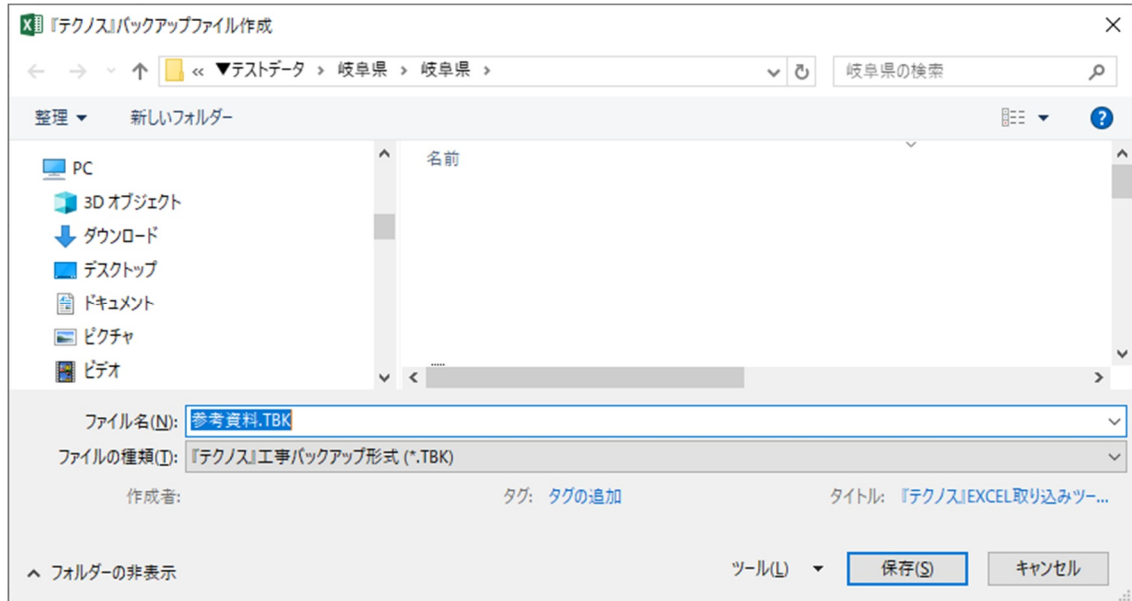 『テクノス』バックアップファイル作成
« ▼テストデータ › 岐阜県 › 岐阜県 ›
岐阜県の検索
整理 新しいフォルダー
名前
PC
3D オブジェクト
ダウンロード
デスクトップ
ドキュメント
ピクチャ
ビデオ
ファイル名(N): 参考資料.TBK
ファイルの種類(T): 『テクノス』工事バックアップ形式 (*.TBK)
作成者: タグ: タグの追加 タイトル: 『テクノス』EXCEL取り込みツー...
フォルダーの非表示 ツール(L) 保存(S) キャンセル